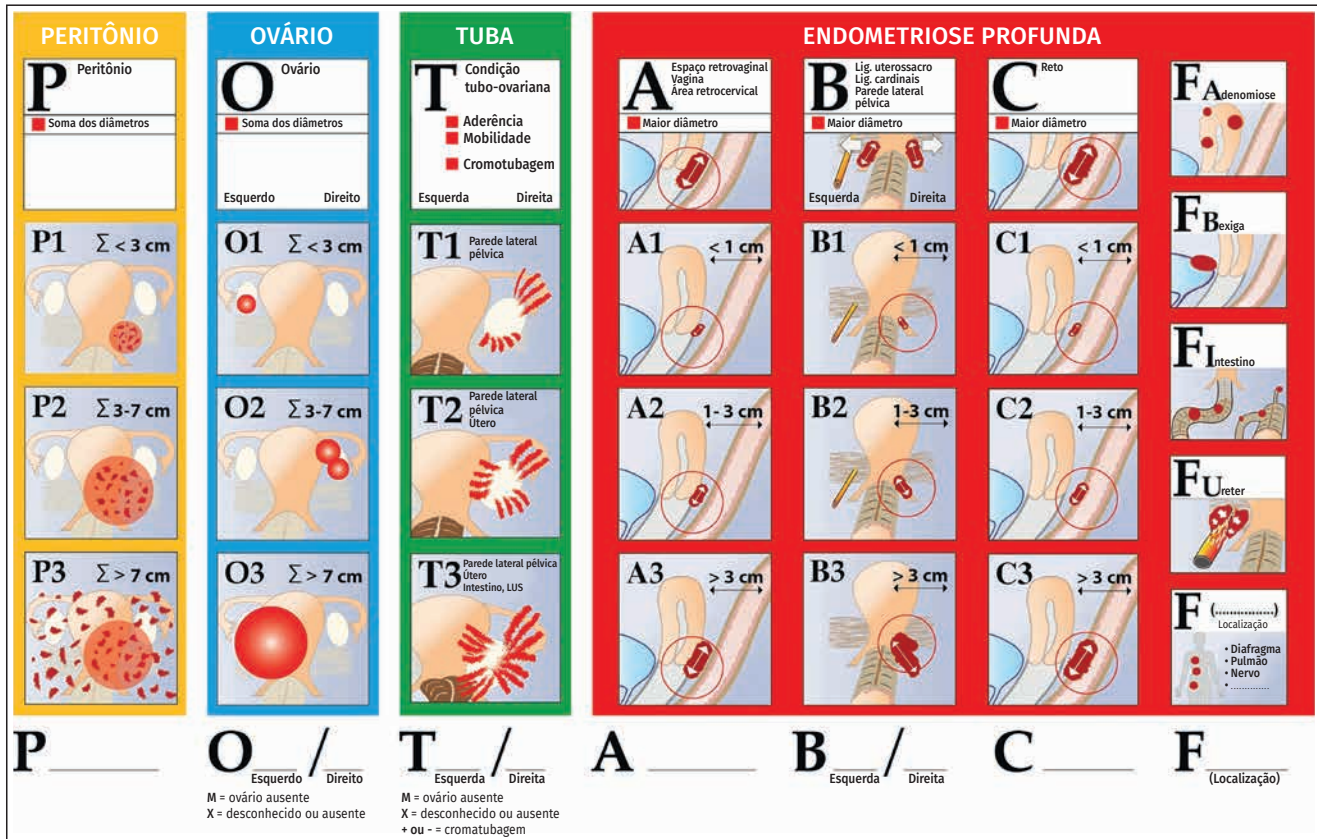 PERITÔNIO
P Peritônio
Soma dos diâmetros
P1 ∑ < 3 cm
P2 ∑ 3-7 cm
P3 ∑ > 7 cm
P
OVÁRIO
O Ovário
Soma dos diâmetros
Esquerdo Direito
O1 ∑ < 3 cm
O2 ∑ 3-7 cm
O3 ∑ > 7 cm
O / 
Esquerdo Direito
M = ovário ausente
X = desconhecido ou ausente
TUBA
T Condição
tubo-ovariana
Aderência
Mobilidade
Cromotubagem
Esquerda Direita
T1 Parede lateral
pélvica
T2 Parede lateral
pélvica
Útero
T3 Parede lateral pélvica
Útero
Intestino, LUS
T / 
Esquerda Direita
M = ovário ausente
X = desconhecido ou ausente
+ ou - = cromatubagem
ENDOMETRIOSE PROFUNDA
A Espaço retrovaginal
Vagina
Área retrocervical
Maior diâmetro
A1 < 1 cm
A2 1- 3 cm
A3 > 3 cm
A
B Lig. uterossacro
Lig. cardinais
Parede lateral
pélvica
Maior diâmetro
Esquerda Direita
B1 < 1 cm
B2 1-3 cm
B3 > 3 cm
B / 
Esquerda Direita
C Reto
Maior diâmetro
C1 < 1 cm
C2 1-3 cm
C3 > 3 cm
C
FAdenomiose
FBexiga
FIntestino
FUreter
F (...............)
Localização
• Diafragma
• Pulmão
• Nervo
• ..............
F
(Localização)